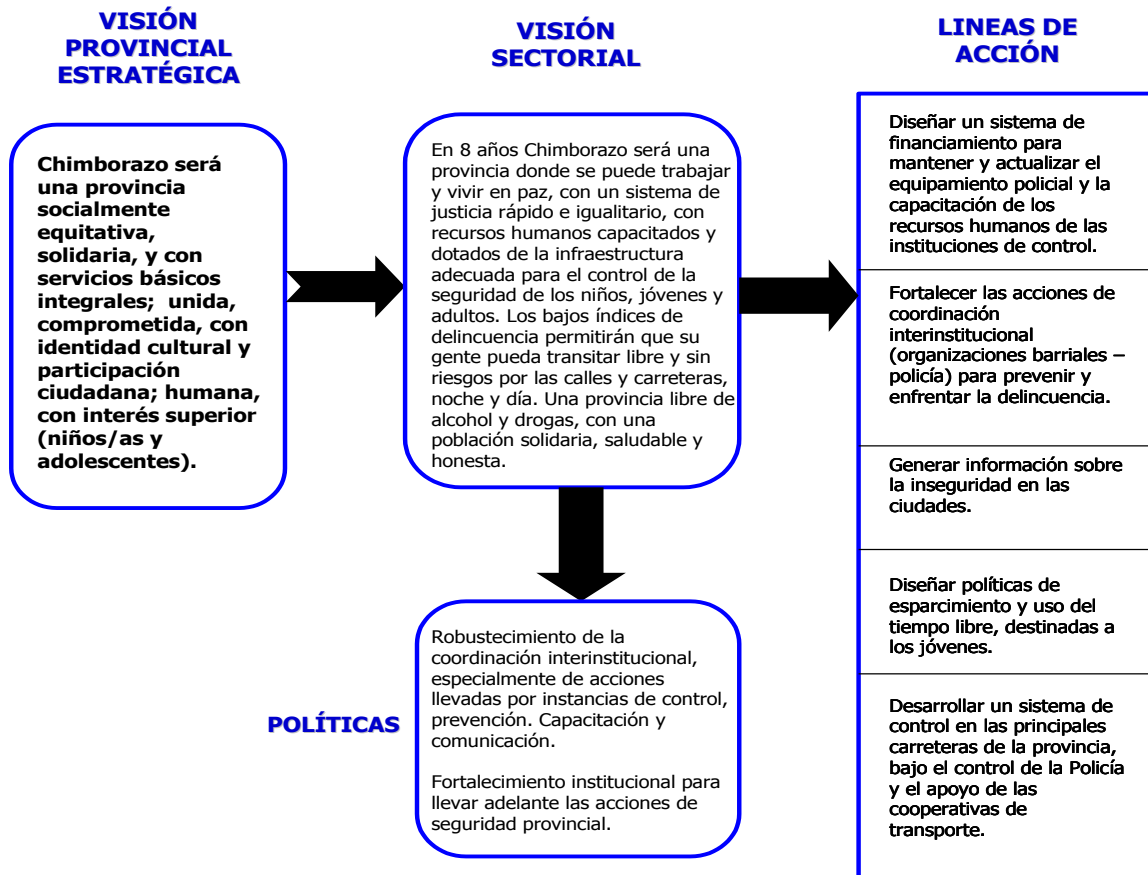 VISIÓN
PROVINCIAL
ESTRATÉGICA
Chimborazo será
una provincia
socialmente
equitativa,
solidaria, y con
servicios básicos
integrales; unida,
comprometida, con
identidad cultural y
participación
ciudadana; humana,
con interés superior
(niños/as y
adolescentes).
VISIÓN
SECTORIAL
En 8 años Chimborazo será una
provincia donde se puede trabajar
y vivir en paz, con un sistema de
justicia rápido e igualitario, con
recursos humanos capacitados y
dotados de la infraestructura
adecuada para el control de la
seguridad de los niños, jóvenes y
adultos. Los bajos índices de
delincuencia permitirán que su
gente pueda transitar libre y sin
riesgos por las calles y carreteras,
noche y día. Una provincia libre de
alcohol y drogas, con una
población solidaria, saludable y
honesta.
POLÍTICAS
Robustecimiento de la
coordinación interinstitucional,
especialmente de acciones
llevadas por instancias de control,
prevención. Capacitación y
comunicación.
Fortalecimiento institucional para
llevar adelante las acciones de
seguridad provincial.
LINEAS DE
ACCIÓN
Diseñar un sistema de
financiamiento para
mantener y actualizar el
equipamiento policial y la
capacitación de los
recursos humanos de las
instituciones de control.
Fortalecer las acciones de
coordinación
interinstitucional
(organizaciones barriales –
policía) para prevenir y
enfrentar la delincuencia.
Generar información sobre
la inseguridad en las
ciudades.
Diseñar políticas de
esparcimiento y uso del
tiempo libre, destinadas a
los jóvenes.
Desarrollar un sistema de
control en las principales
carreteras de la provincia,
bajo el control de la Policía
y el apoyo de las
cooperativas de
transporte.